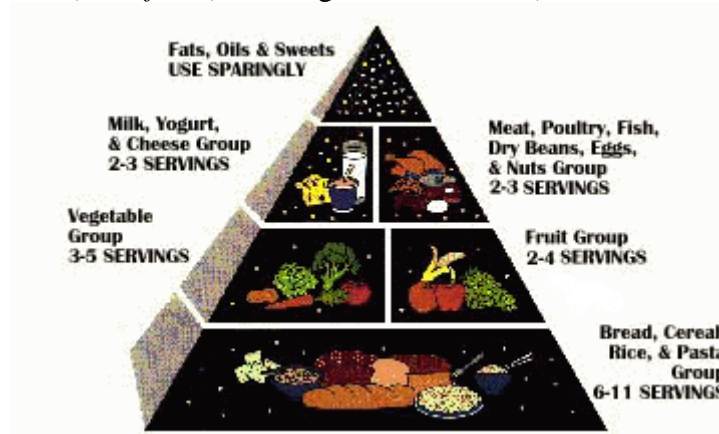 Fats, Oils & Sweets
USE SPARINGLY
Milk, Yogurt,
& Cheese Group
2-3 SERVINGS
Meat, Poultry, Fish,
Dry Beans, Eggs,
& Nuts Group
2-3 SERVINGS
Vegetable
Group
3-5 SERVINGS
Fruit Group
2-4 SERVINGS
Bread, Cereal,
Rice, & Pasta
Group
6-11 SERVINGS